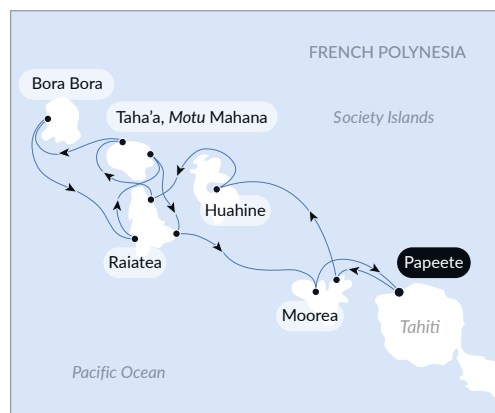 FRENCH POLYNESIA
Bora Bora
Taha'a, Motu Mahana
Society Islands
Huahine
Raiatea
Papeete
Moorea
Tahiti
Pacific Ocean